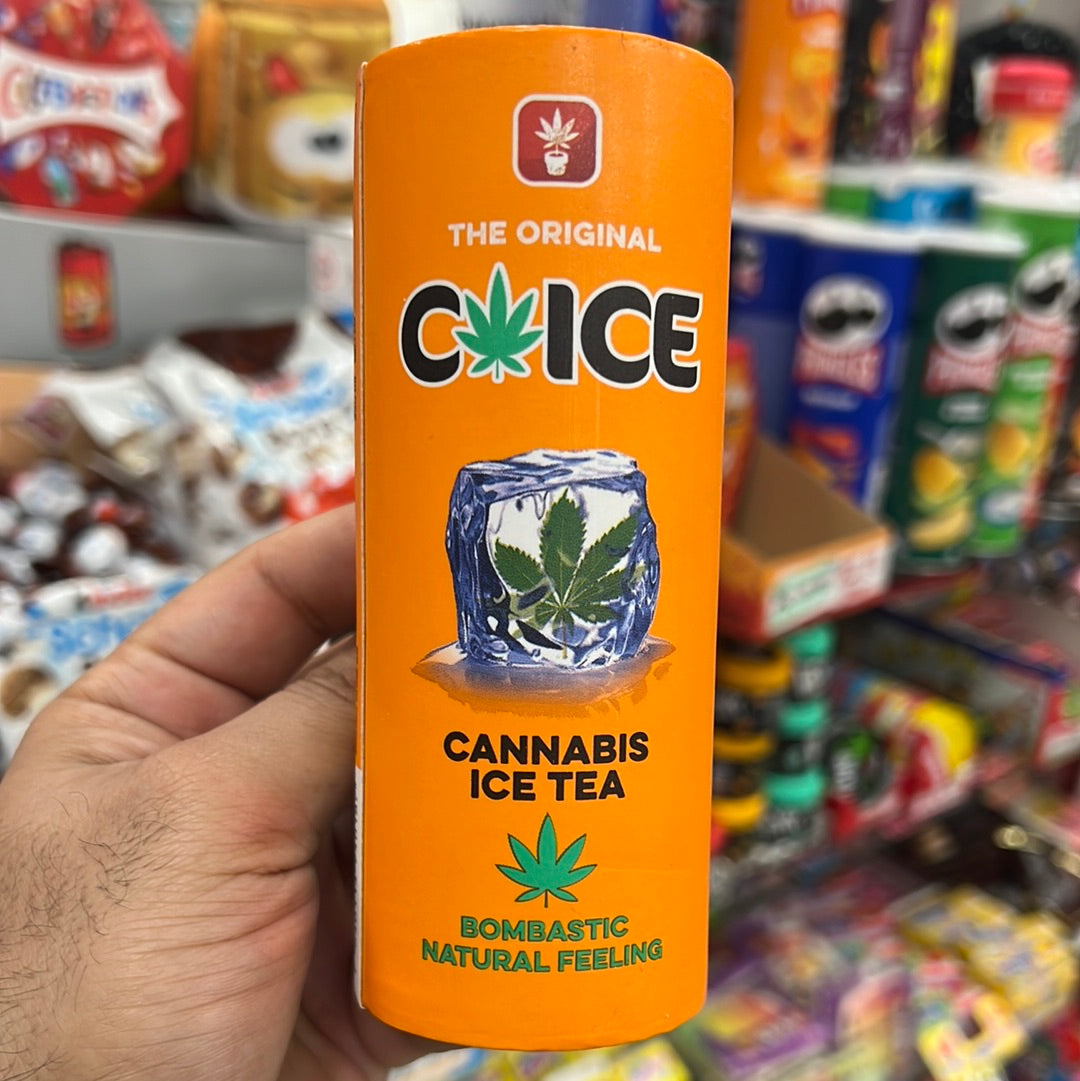 THE ORIGINAL
C ICE
CANNABIS
ICE TEA
BOMBASTIC
NATURAL FEELING